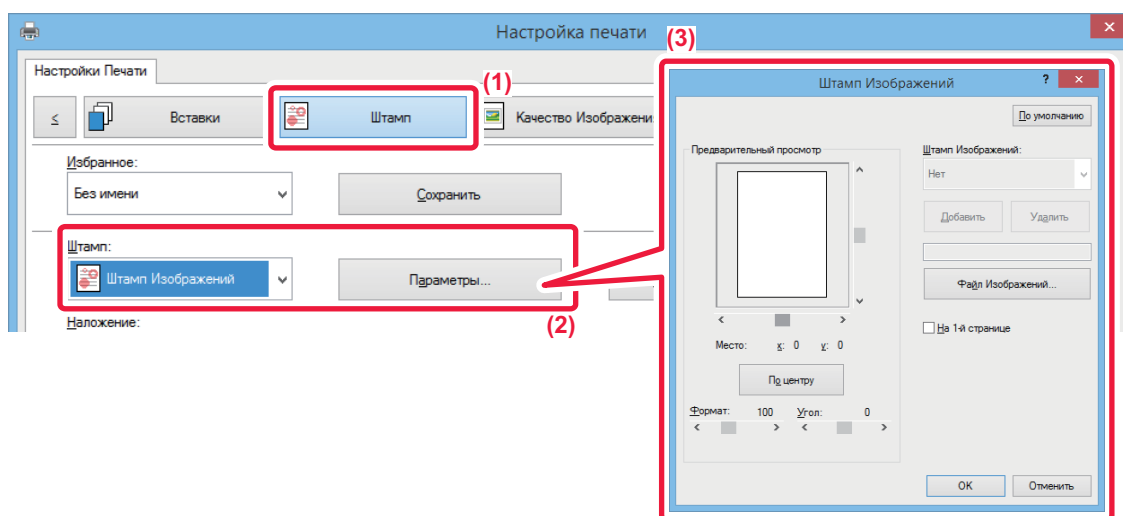 Настройка печати
(3)
Настройки Печати
(1)
<
Вставки
Штамп
Качество Изображени
Избранное:
Без имени
Сохранить
Штамп:
Штамп Изображений
Параметры...
Наложение:
(2)
Штамп Изображений
?
По умолчанию
Предварительный просмотр
Штамп Изображений:
Нет
Добавить
Удалить
Файл Изображений...
На 1-й странице
Место: x: 0 y: 0
По центру
Формат: 100 Угол: 0
OK
Отменить